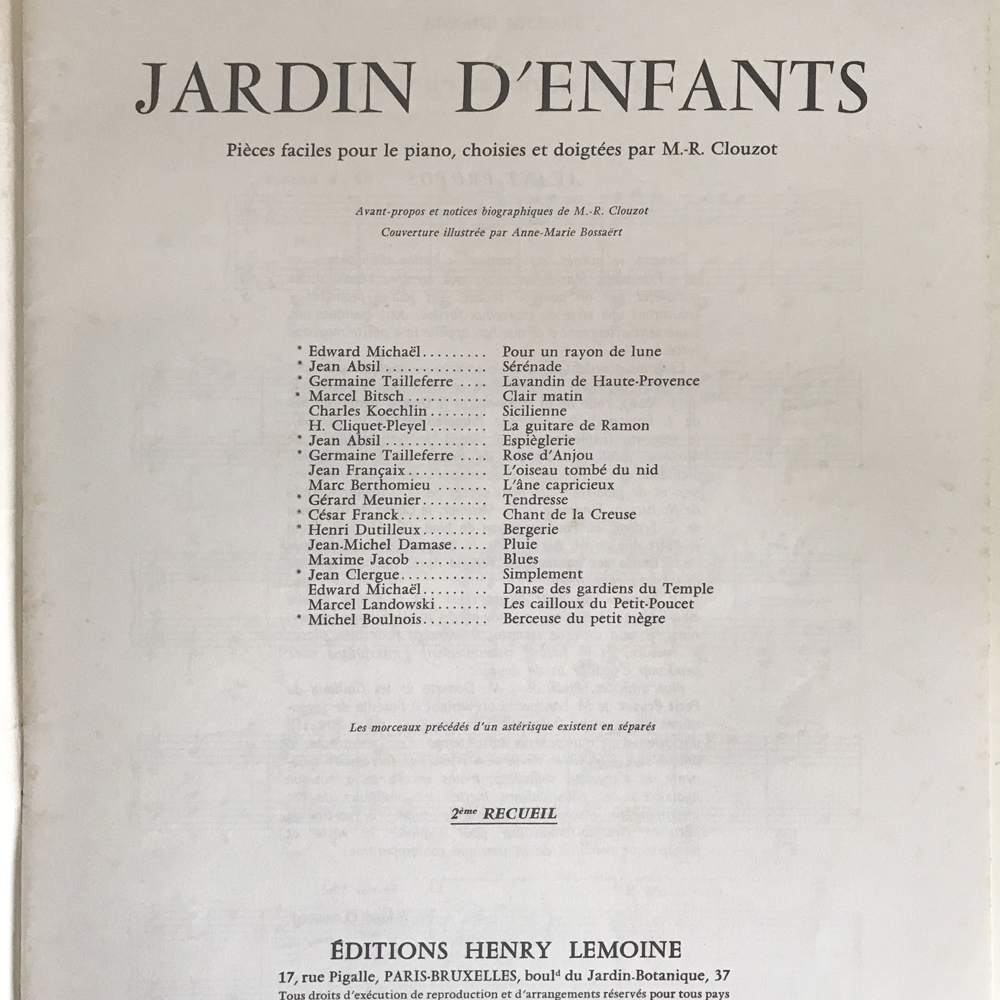 JARDIN D'ENFANTS
Pièces faciles pour le piano, choisies et doigtées par M.-R. Clouzot
Avant-propos et notices biographiques de M.-R. Clouzot
Couverture illustrée par Anne-Marie Bossaërt
* Edward Michaël......... Pour un rayon de lune
* Jean Absil .............. Sérénade
* Germaine Tailleferre .... Lavandin de Haute-Provence
* Marcel Bitsch ........... Clair matin
Charles Koechlin ........ Sicilienne
H. Cliquet-Pleyel ........ La guitare de Ramon
* Jean Absil .............. Espièglerie
* Germaine Tailleferre .... Rose d'Anjou
Jean Françaix ........... L'oiseau tombé du nid
Marc Berthomieu ....... L'âne capricieux
* Gérard Meunier ......... Tendresse
* César Franck ............ Chant de la Creuse
* Henri Dutilleux ......... Bergerie
Jean-Michel Damase ..... Pluie
Maxime Jacob .......... Blues
* Jean Clergue ............ Simplement
Edward Michaël ...... .. Danse des gardiens du Temple
Marcel Landowski ....... Les cailloux du Petit-Poucet
* Michel Boulnois ......... Berceuse du petit nègre
Les morceaux précédés d'un astérisque existent en séparés
2ème RECUEIL
ÉDITIONS HENRY LEMOINE
17, rue Pigalle, PARIS-BRUXELLES, bould du Jardin-Botanique, 37
Tous droits d'exécution de reproduction et d'arrangements réservés pour tous pays